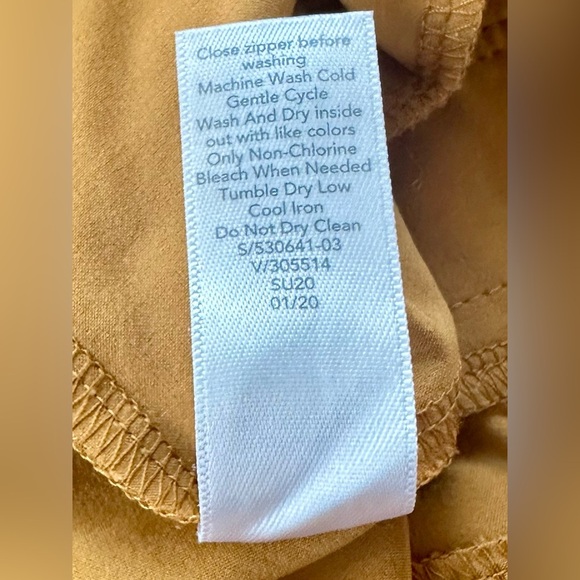 Close zipper before
washing
Machine Wash Cold
Gentle Cycle
Wash And Dry inside
out with like colors
Only Non-Chlorine
Bleach When Needed
Tumble Dry Low
Cool Iron
Do Not Dry Clean
S/530641-03
V/305514
SU20
01/20